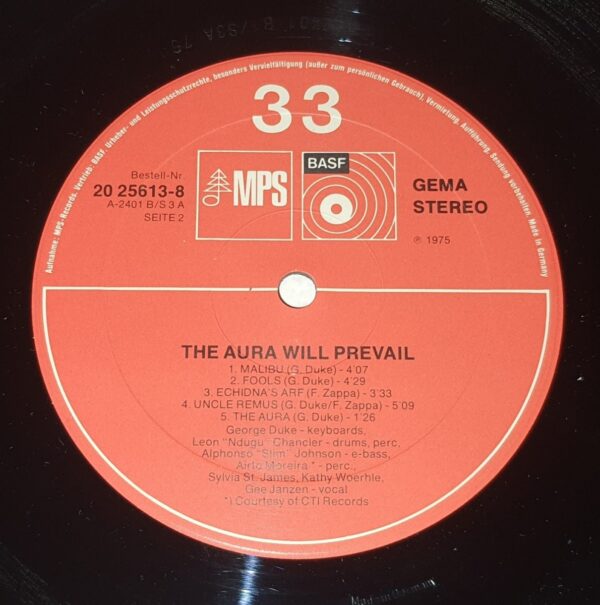 Aufnahme: MPS-Records, Vertrieb: BASF, Urheber- und Leistungsschutzrechte, besonders Vervielfältigung (außer zum persönlichen Gebrauch), Vermietung, Aufführung, Sendung vorbehalten. Made in Germany
33
Bestell-Nr.
20 25613-8
A-2401 B/S 3 A
SEITE 2
MPS
BASF
GEMA
STEREO
℗ 1975
THE AURA WILL PREVAIL
1. MALIBU (G. Duke) - 4'07
2. FOOLS (G. Duke) - 4'29
3. ECHIDNA'S ARF (F. Zappa) - 3'33
4. UNCLE REMUS (G. Duke/F. Zappa) - 5'09
5. THE AURA (G. Duke) - 1'26
George Duke - keyboards,
Leon "Ndugu" Chancler - drums, perc.
Alphonso "Slim" Johnson - e-bass,
Airto Moreira * - perc.,
Sylvia St. James, Kathy Woerhle,
Gee Janzen - vocal
*) Courtesy of CTI Records